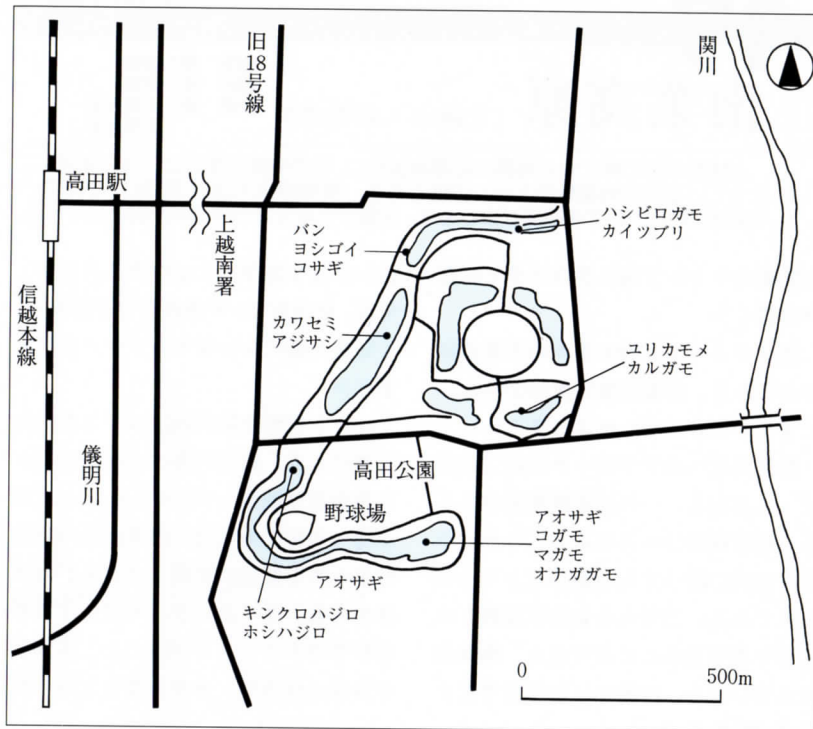 旧18号線
関川
高田駅
上越南署
信越本線
儀明川
バン
ヨシゴイ
コサギ
ハシビロガモ
カイツブリ
カワセミ
アジサシ
ユリカモメ
カルガモ
高田公園
野球場
アオサギ
コガモ
マガモ
オナガガモ
アオサギ
キンクロハジロ
ホシハジロ
0
500m